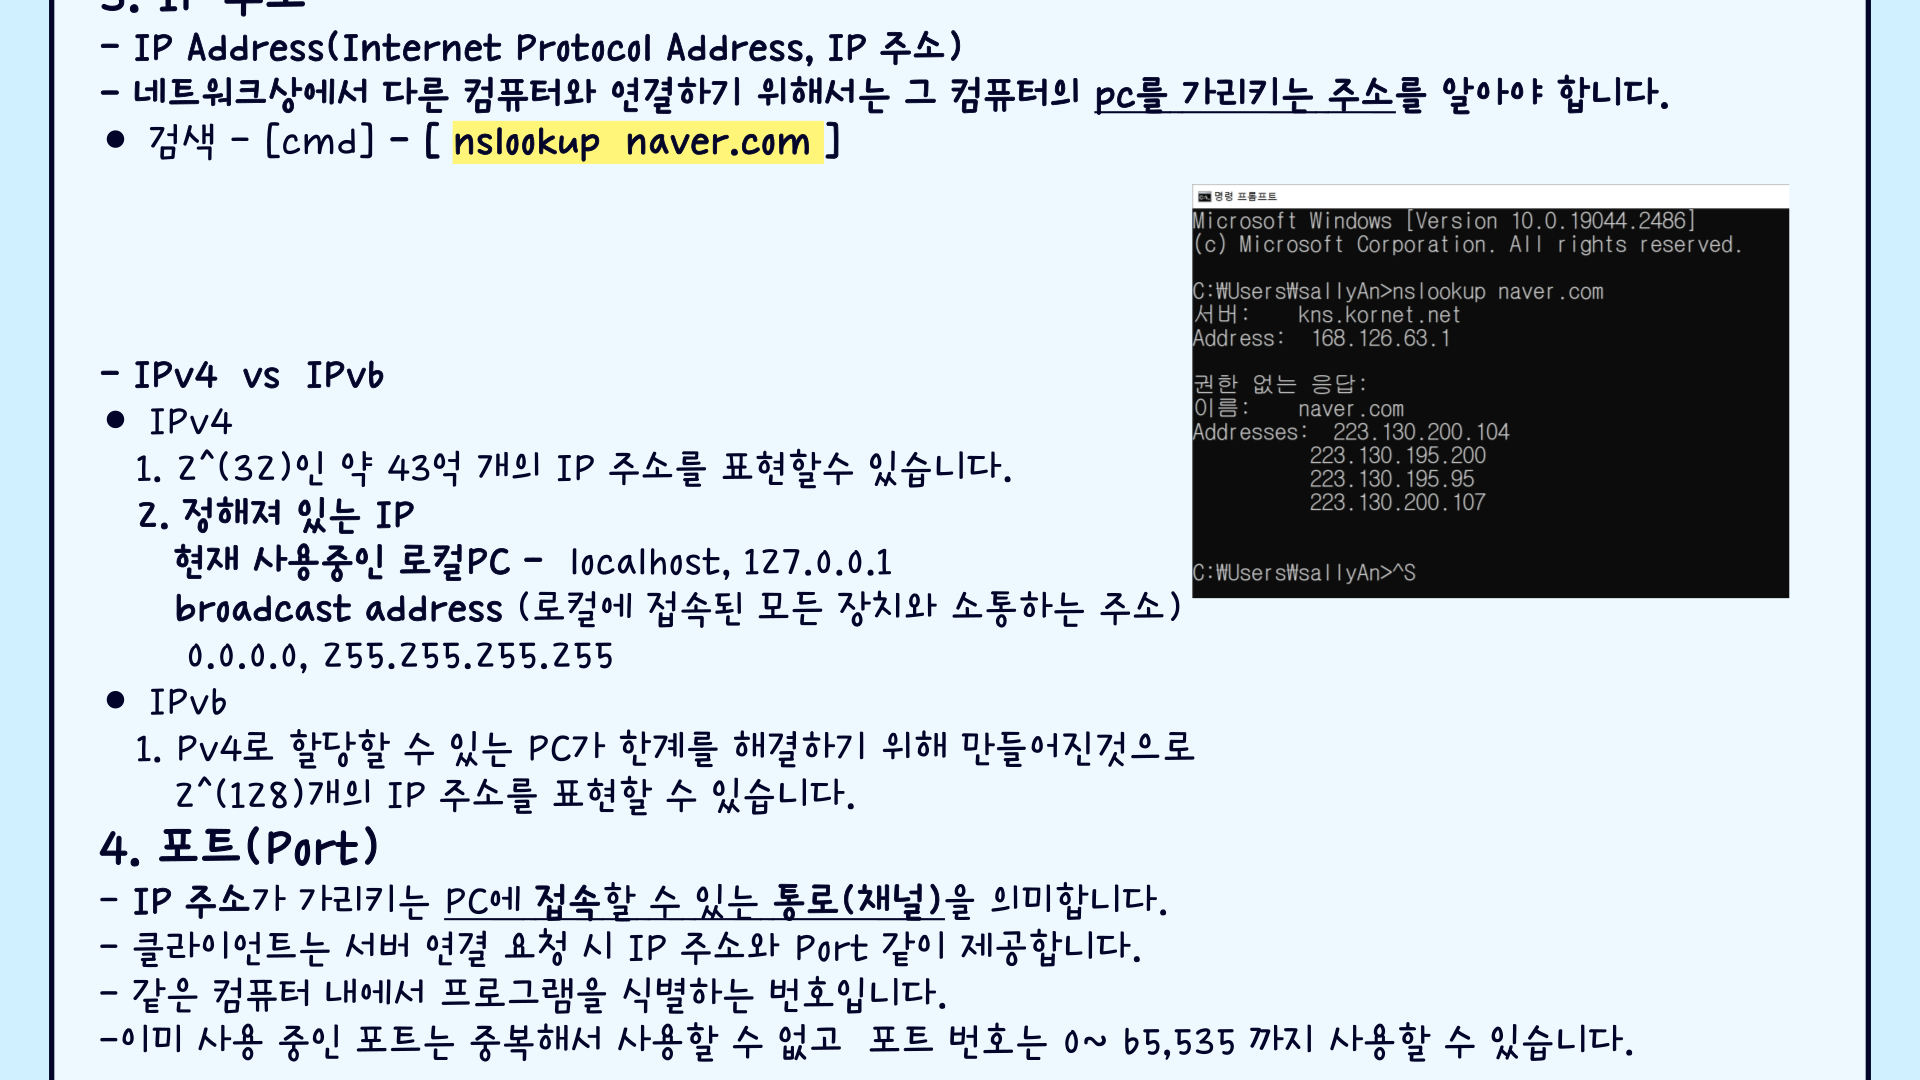 3. IP 주소
- IP Address(Internet Protocol Address, IP 주소)
- 네트워크상에서 다른 컴퓨터와 연결하기 위해서는 그 컴퓨터의 pc를 가리키는 주소를 알아야 합니다.
● 검색 - [cmd] - [ nslookup naver.com ]
명령 프롬프트
Microsoft Windows [Version 10.0.19044.2486]
(c) Microsoft Corporation. All rights reserved.
C:₩Users₩sallyAn>nslookup naver.com
서버: kns.kornet.net
Address: 168.126.63.1
권한 없는 응답:
이름: naver.com
Addresses: 223.130.200.104
223.130.195.200
223.130.195.95
223.130.200.107
C:₩Users₩sallyAn>^S
- IPv4 vs IPv6
● IPv4
1. 2^(32)인 약 43억 개의 IP 주소를 표현할수 있습니다.
2. 정해져 있는 IP
현재 사용중인 로컬PC - localhost, 127.0.0.1
broadcast address (로컬에 접속된 모든 장치와 소통하는 주소)
0.0.0.0, 255.255.255.255
● IPv6
1. Pv4로 할당할 수 있는 PC가 한계를 해결하기 위해 만들어진것으로
2^(128)개의 IP 주소를 표현할 수 있습니다.
4. 포트(Port)
- IP 주소가 가리키는 PC에 접속할 수 있는 통로(채널)을 의미합니다.
- 클라이언트는 서버 연결 요청 시 IP 주소와 Port 같이 제공합니다.
- 같은 컴퓨터 내에서 프로그램을 식별하는 번호입니다.
-이미 사용 중인 포트는 중복해서 사용할 수 없고 포트 번호는 0~ 65,535 까지 사용할 수 있습니다.